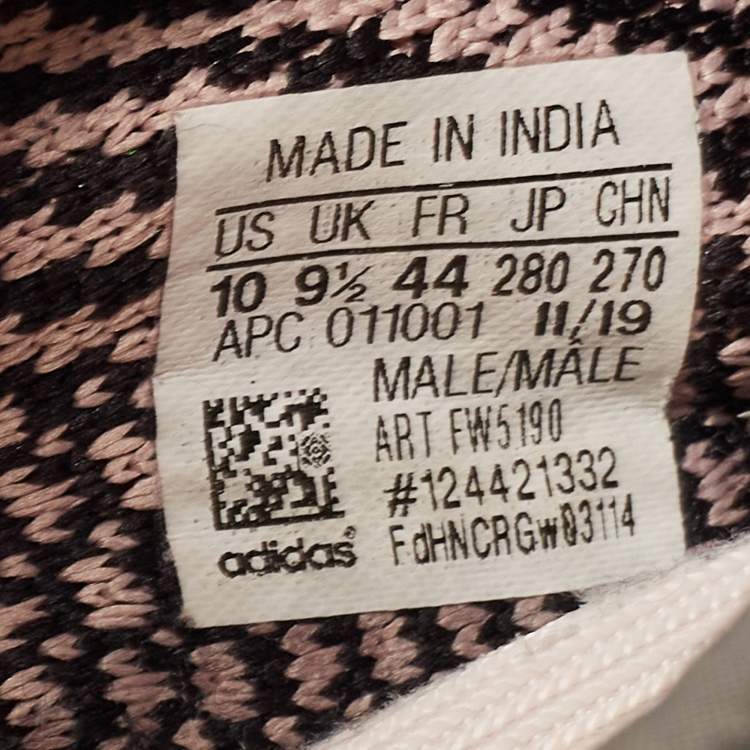 MADE IN INDIA
US UK FR JP CHN
10 9½ 44 280 270
APC 011001 11/19
MALE/MÂLE
ART FW5190
#124421332
FdHNCRGw03114
adidas®